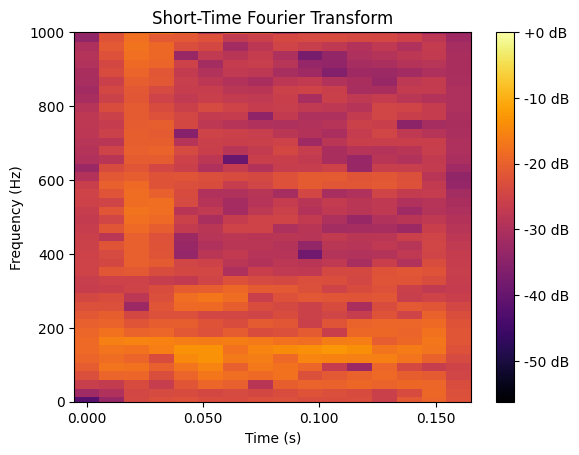 Short-Time Fourier Transform
1000
800
600
400
200
0
Frequency (Hz)
0.000
0.050
0.100
0.150
Time (s)
+0 dB
-10 dB
-20 dB
-30 dB
-40 dB
-50 dB